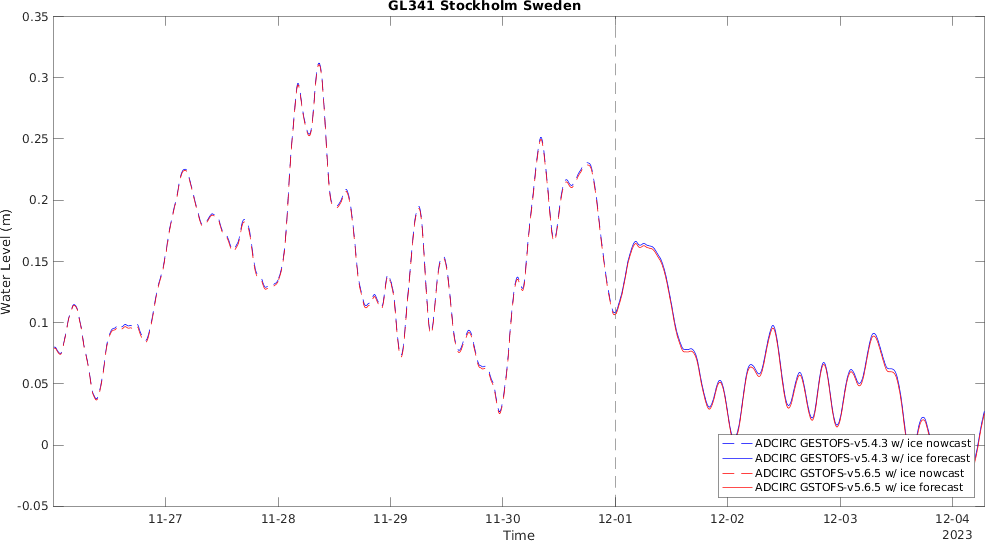 GL341 Stockholm Sweden
0.35
0.3
0.25
0.2
0.15
0.1
0.05
0
-0.05
Water Level (m)
11-27 11-28 11-29 11-30 12-01 12-02 12-03 12-04
2023
Time
ADCIRC GESTOFS-v5.4.3 w/ ice nowcast
ADCIRC GESTOFS-v5.4.3 w/ ice forecast
ADCIRC GSTOFS-v5.6.5 w/ ice nowcast
ADCIRC GSTOFS-v5.6.5 w/ ice forecast